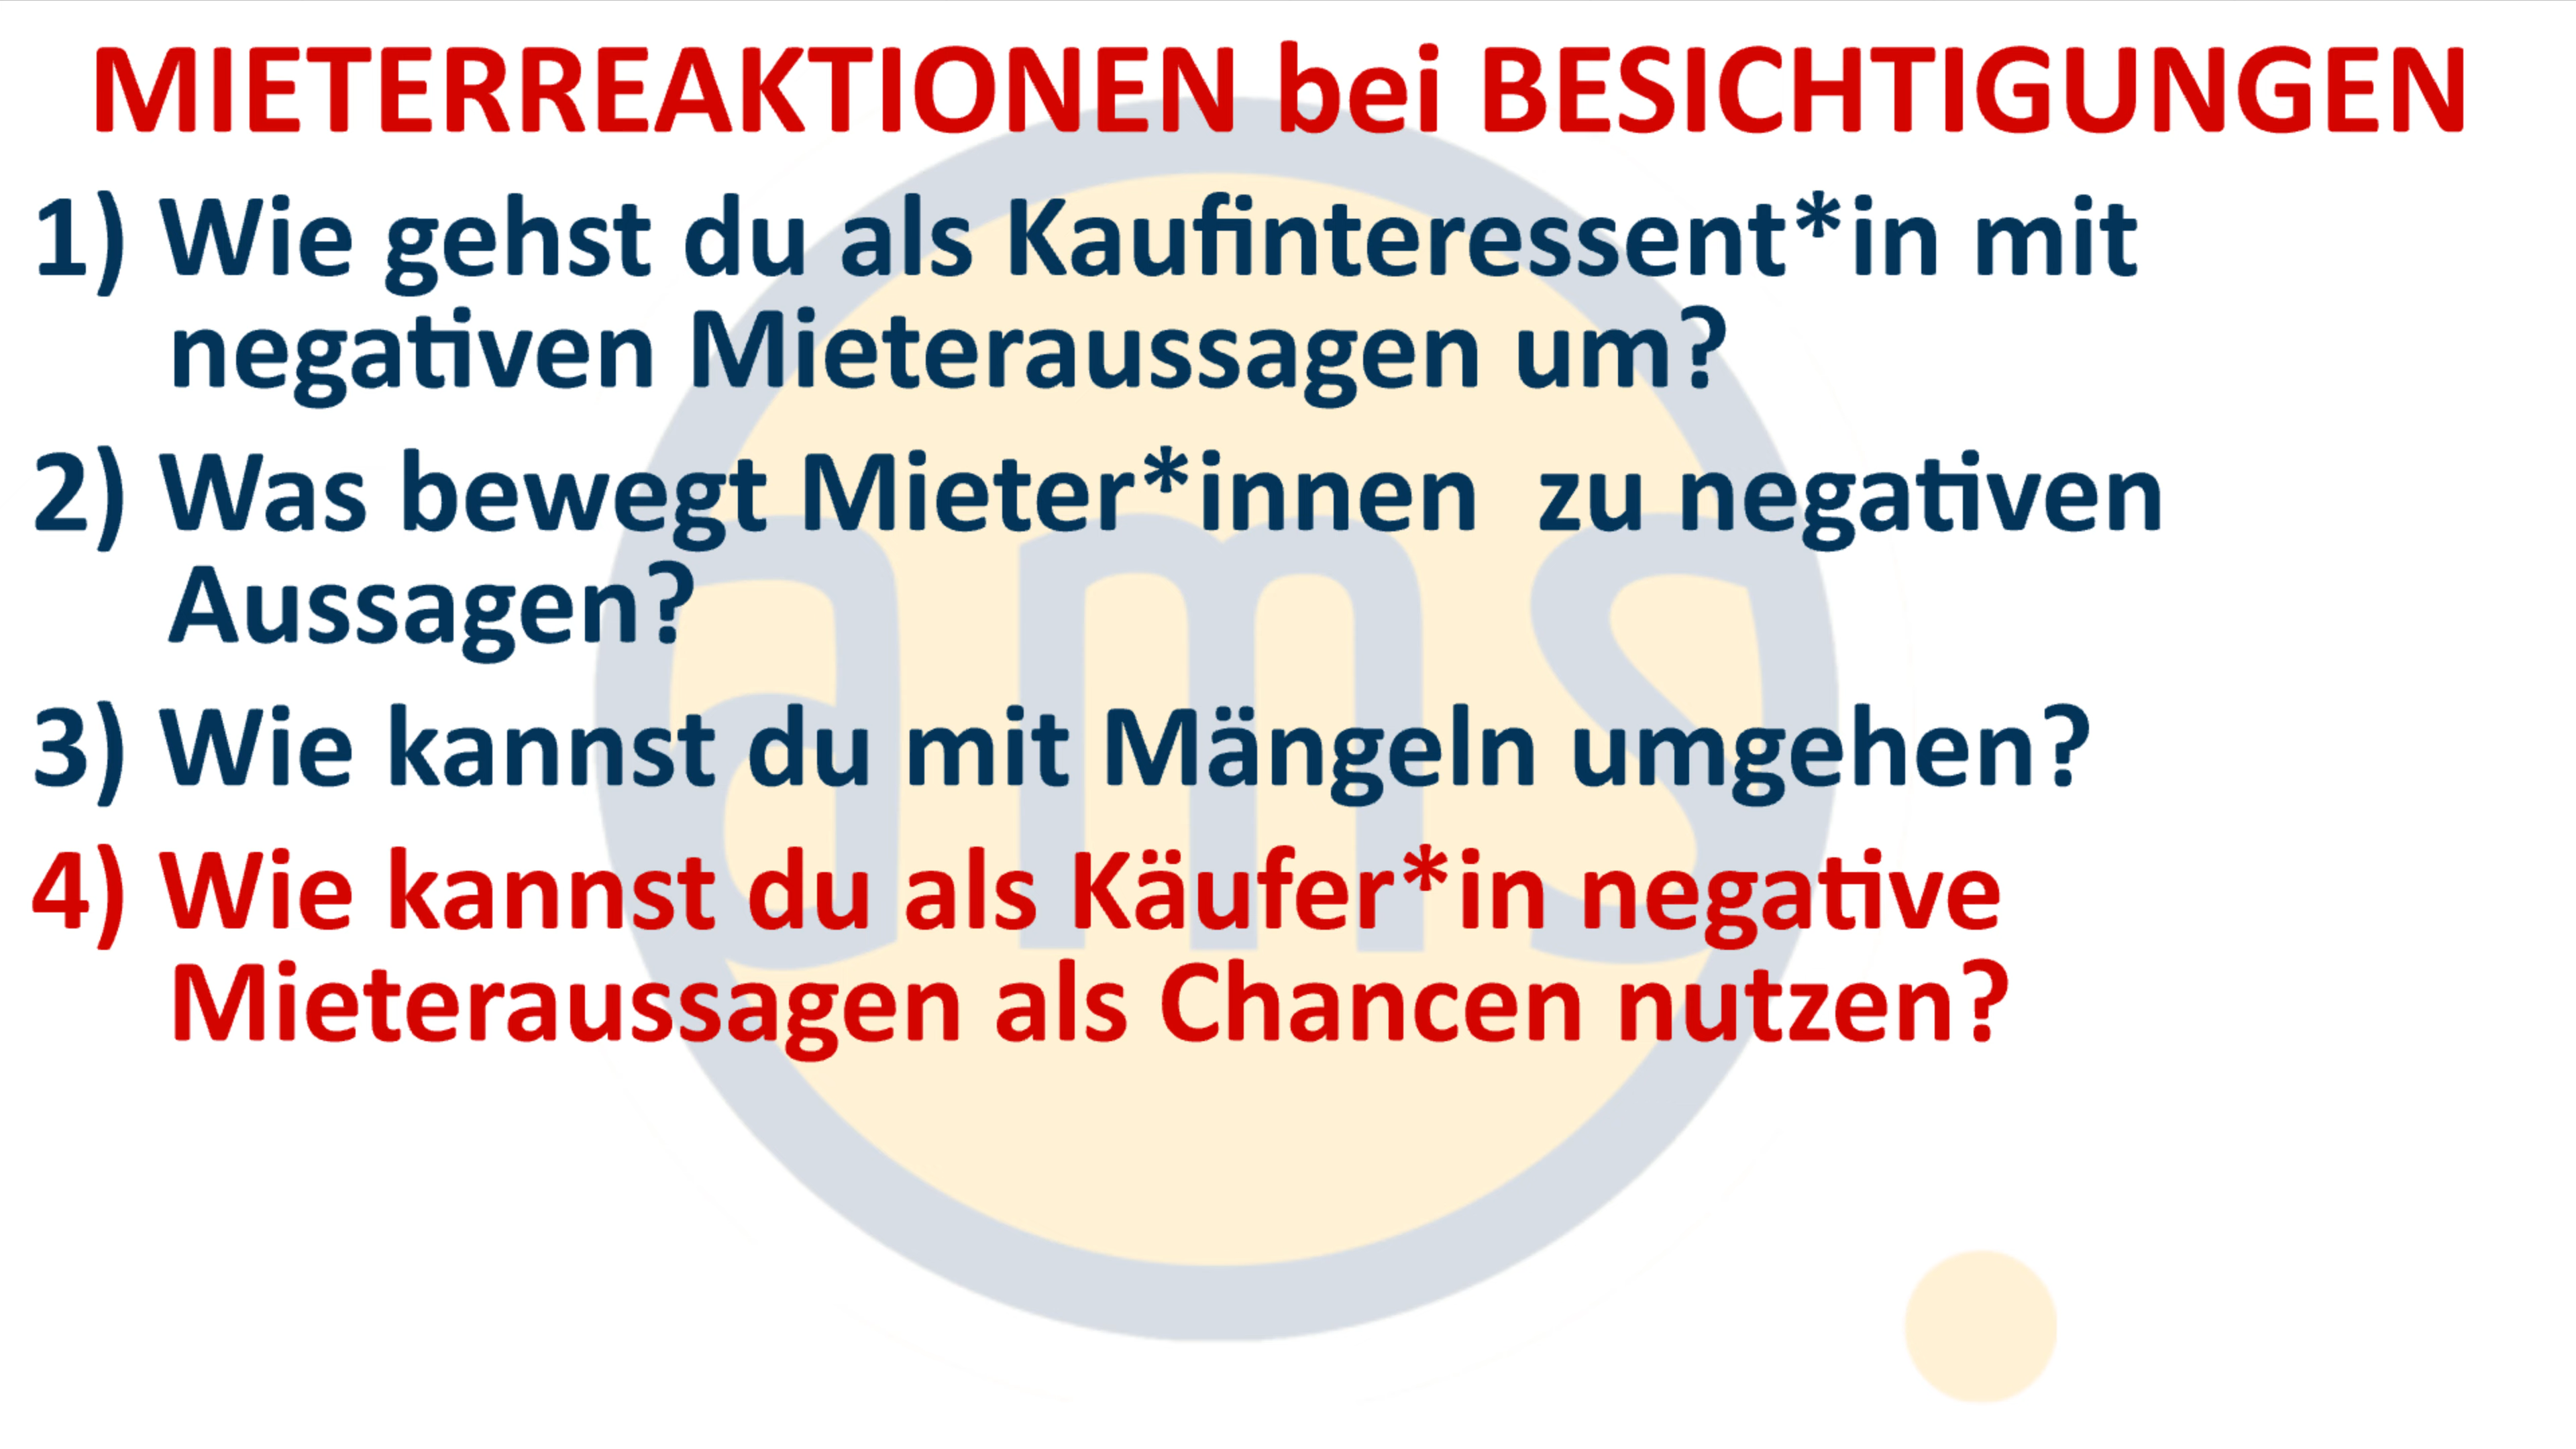 MIETERREAKTIONEN bei BESICHTIGUNGEN
1) Wie gehst du als Kaufinteressent*in mit
negativen Mieteraussagen um?
2) Was bewegt Mieter*innen  zu negativen
Aussagen?
3) Wie kannst du mit Mängeln umgehen?
4) Wie kannst du als Käufer*in negative
Mieteraussagen als Chancen nutzen?
ams